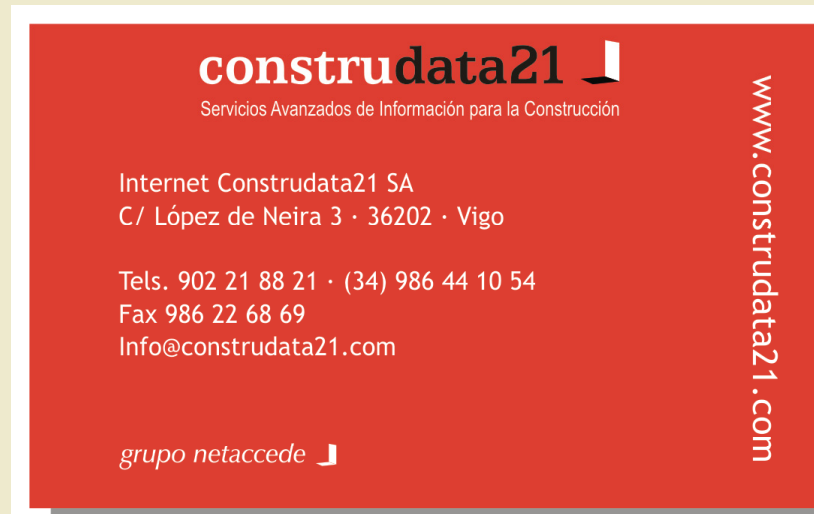 construdata21
Servicios Avanzados de Información para la Construcción
Internet Construdata21 SA
C/ López de Neira 3 · 36202 · Vigo
Tels. 902 21 88 21 · (34) 986 44 10 54
Fax 986 22 68 69
Info@construdata21.com
grupo netaccede
www.construdata21.com